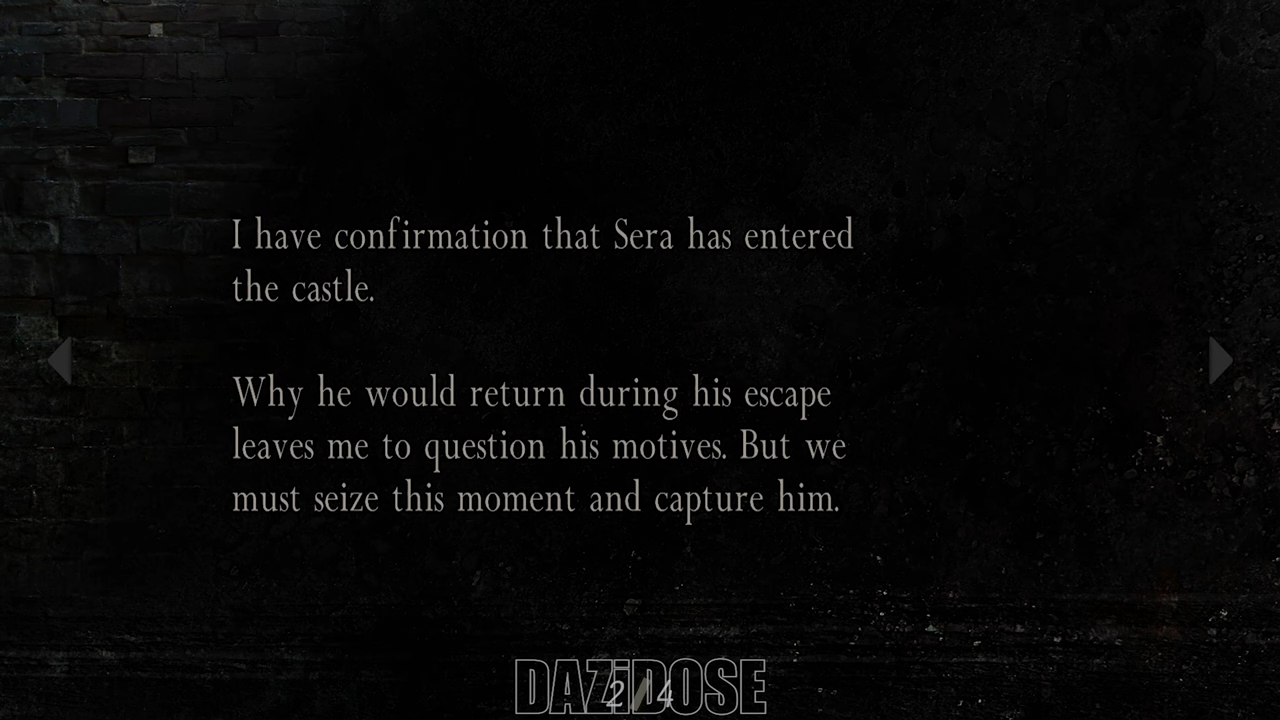 I have confirmation that Sera has entered
the castle.
Why he would return during his escape
leaves me to question his motives. But we
must seize this moment and capture him.
DAZiDOSE
2 / 4